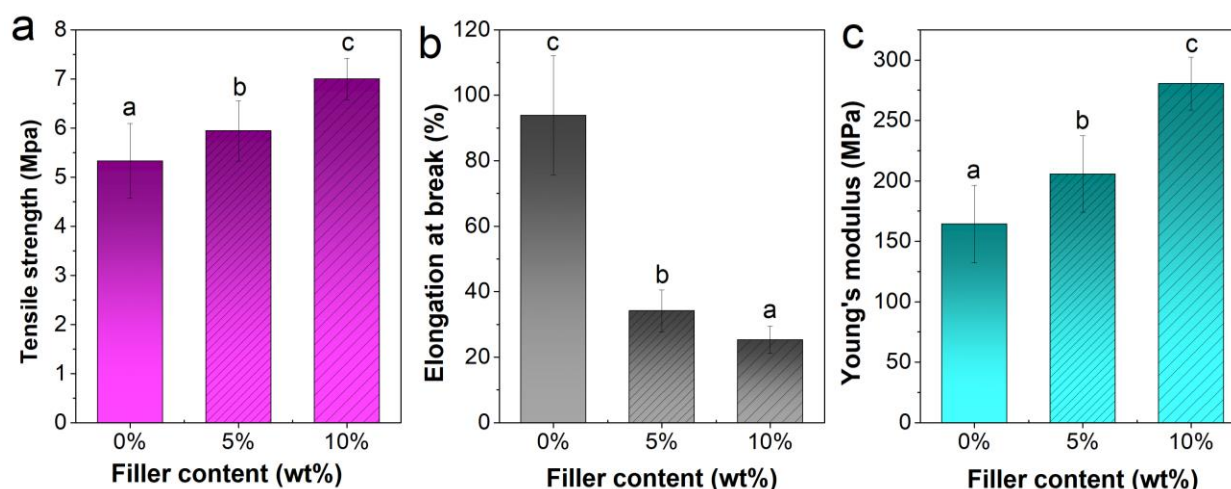 a
Tensile strength (Mpa)
8
7
6
5
4
3
2
1
0
a
b
c
0%
5%
10%
Filler content (wt%)
b
Elongation at break (%)
120
100
80
60
40
20
0
c
b
a
0%
5%
10%
Filler content (wt%)
c
Young's modulus (MPa)
300
250
200
150
100
50
0
a
b
c
0%
5%
10%
Filler content (wt%)